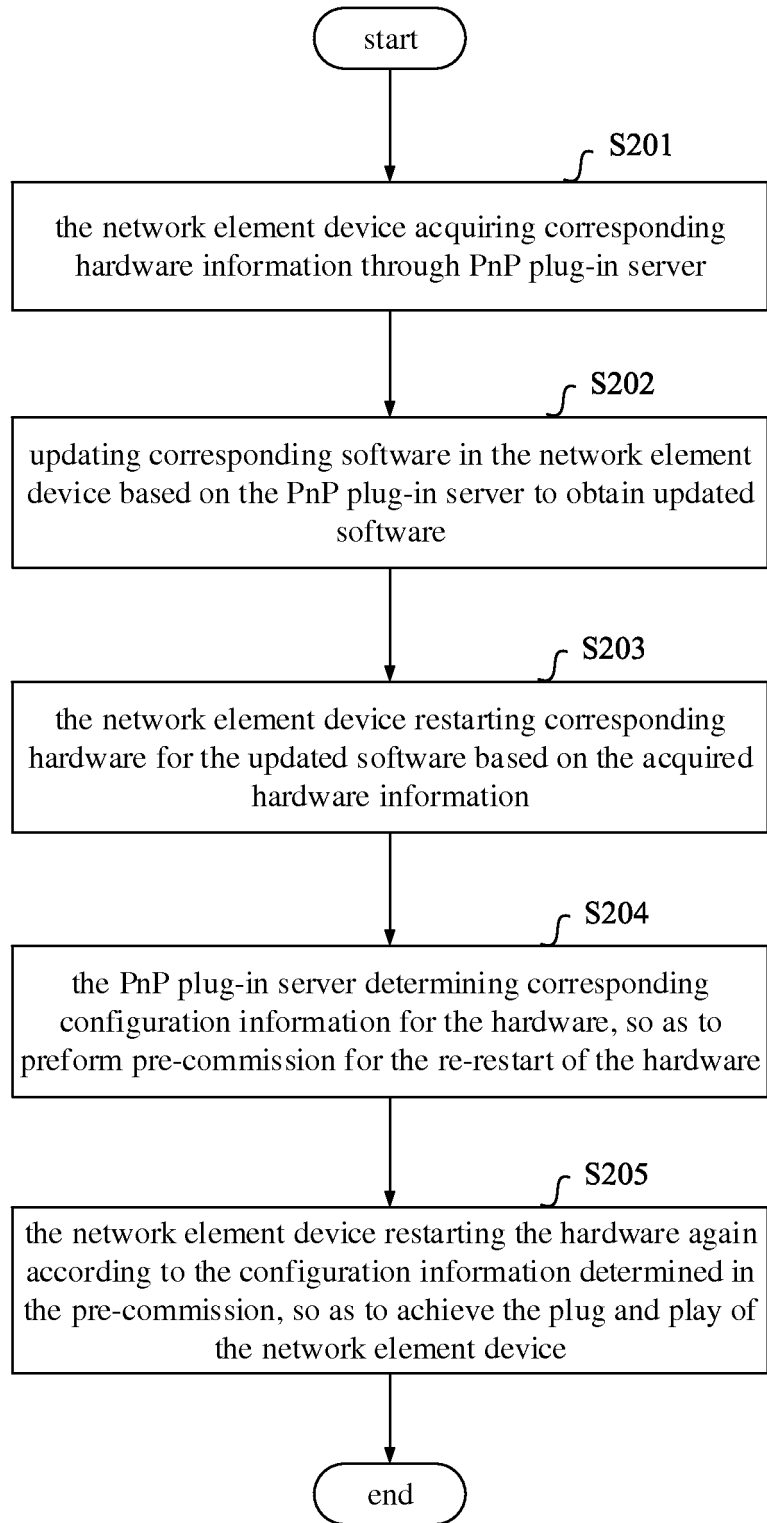 start
S201
the network element device acquiring corresponding
hardware information through PnP plug-in server
S202
updating corresponding software in the network element
device based on the PnP plug-in server to obtain updated
software
S203
the network element device restarting corresponding
hardware for the updated software based on the acquired
hardware information
S204
the PnP plug-in server determining corresponding
configuration information for the hardware, so as to
preform pre-commission for the re-restart of the hardware
S205
the network element device restarting the hardware again
according to the configuration information determined in
the pre-commission, so as to achieve the plug and play of
the network element device
end